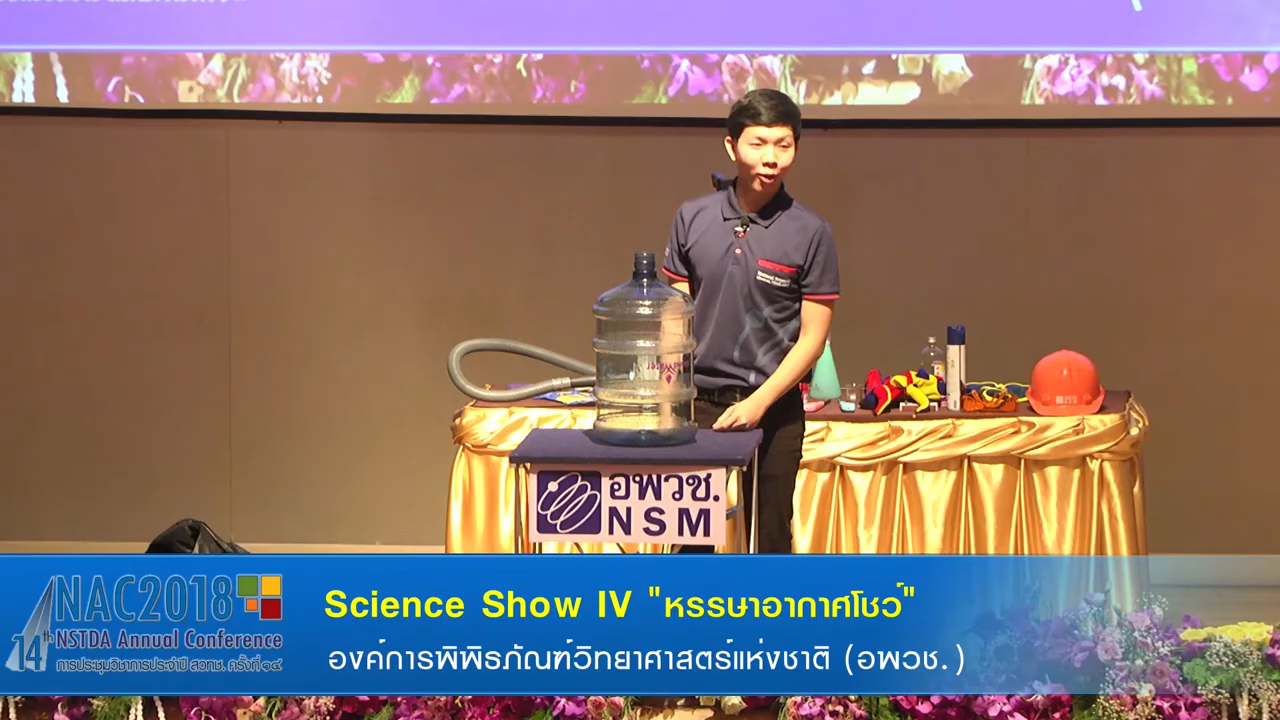 อพวช.
NSM
NAC2018
14th NSTDA Annual Conference
การประชุมวิชาการประจำปี สวทช. ครั้งที่ ๑๔
Science Show IV "หรรษาอากาศโชว์"
องค์การพิพิธภัณฑ์วิทยาศาสตร์แห่งชาติ (อพวช.)